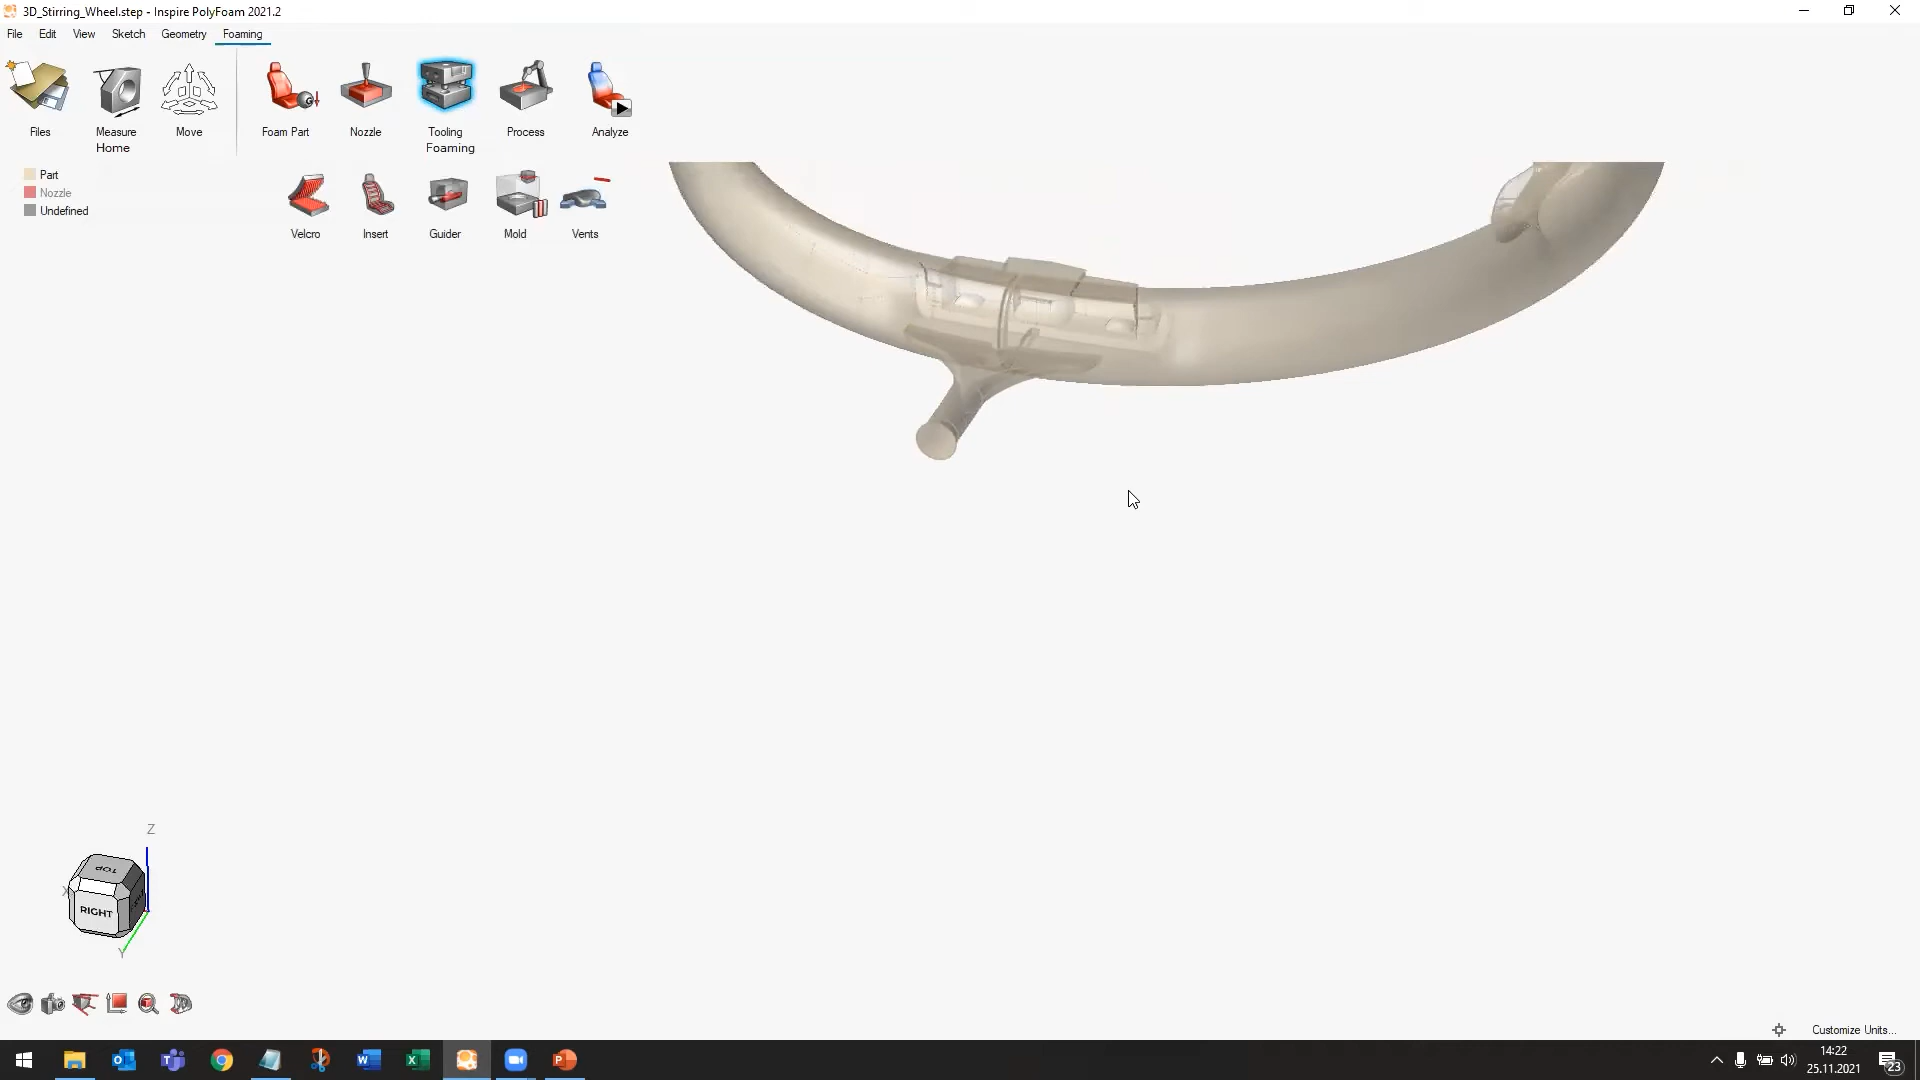 3D_Stirring_Wheel.step - Inspire PolyFoam 2021.2
File Edit View Sketch Geometry Foaming
Files Measure Move Foam Part Nozzle Tooling Process Analyze
Home Foaming
Part
Nozzle
Undefined
Velcro Insert Guider Mold Vents
Z
TOP
X
RIGHT
Y
Customize Units...
14:22
25.11.2021
23